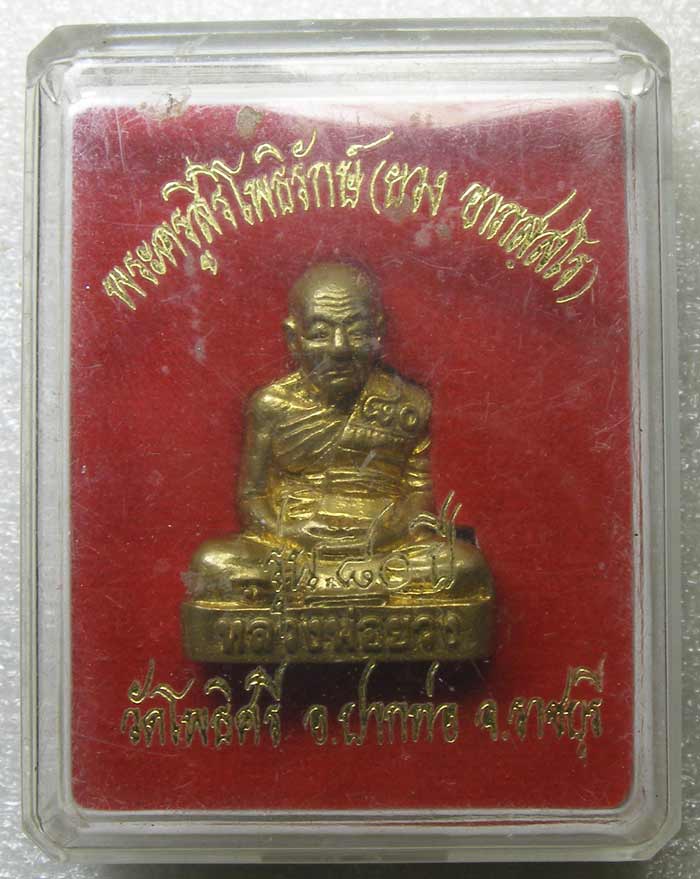 พระครูสิริโพธิรักษ์ (ยวง อาภสฺสโร)
๘๐
รุ่น ๘๐ ปี
หลวงพ่อยวง
วัดโพธิศรี อ.ปากท่อ จ.ราชบุรี